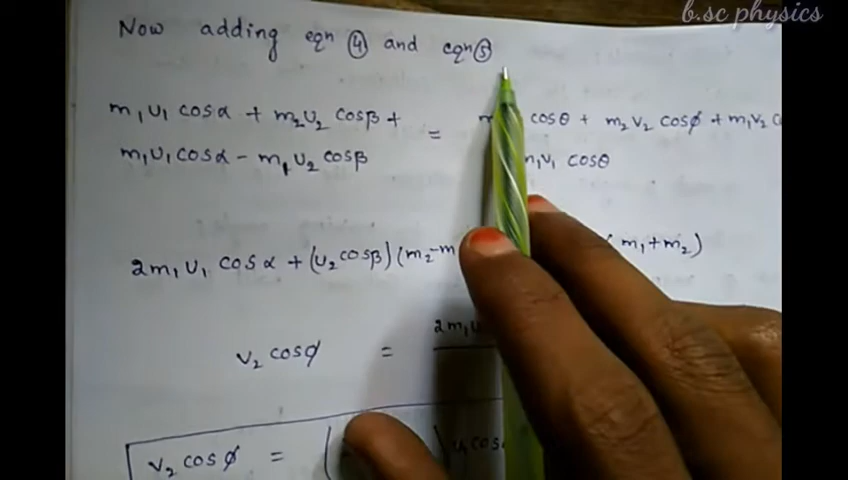 b.sc physics
Now adding eqn ④ and eqn ⑤
m₁u₁ cosα + m₂u₂ cosβ + = cosθ + m₂v₂ cosϕ + m₁v₂
m₁u₁ cosα - m₁u₂ cosβ v₁ cosθ
2m₁u₁ cosα + (u₂ cosβ)(m₂-m (m₁+m₂)
v₂ cosϕ = 2m₁u
v₂ cosϕ = ( ) u₁ cos